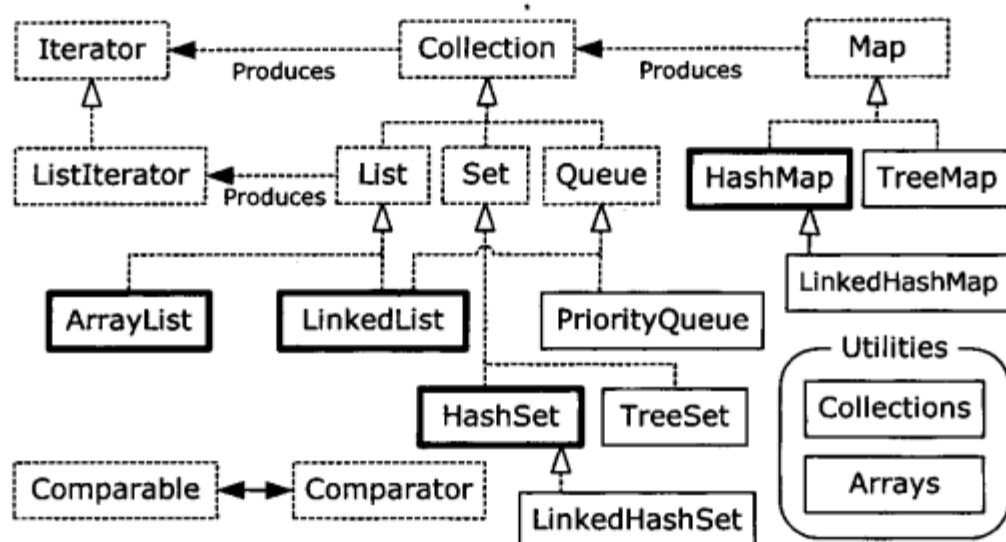 Iterator
Collection
Map
Produces
Produces
ListIterator
List
Set
Queue
HashMap
TreeMap
Produces
ArrayList
LinkedList
PriorityQueue
LinkedHashMap
Utilities
Collections
Arrays
HashSet
TreeSet
Comparable
Comparator
LinkedHashSet